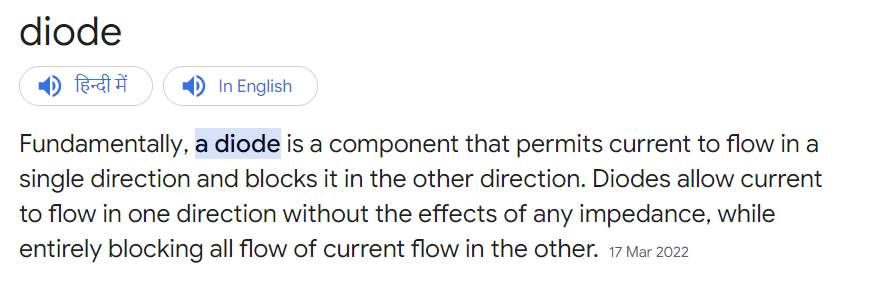 diode
हिन्दी में
In English
Fundamentally, a diode is a component that permits current to flow in a
single direction and blocks it in the other direction. Diodes allow current
to flow in one direction without the effects of any impedance, while
entirely blocking all flow of current flow in the other. 17 Mar 2022